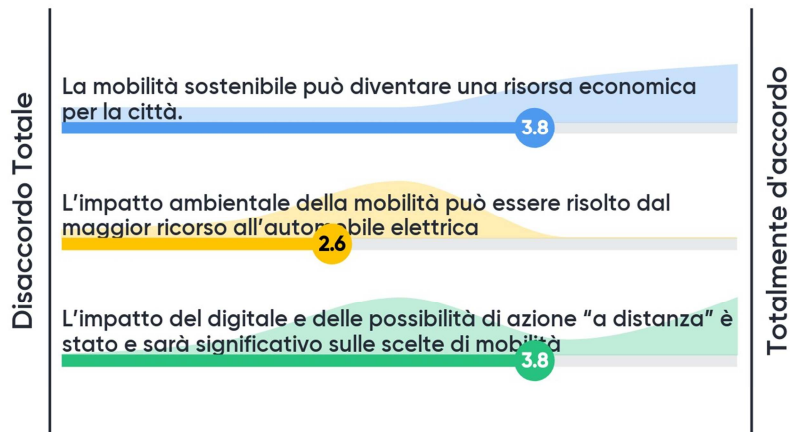 Disaccordo Totale
La mobilità sostenibile può diventare una risorsa economica
per la città.
3.8
L’impatto ambientale della mobilità può essere risolto dal
maggior ricorso all’automobile elettrica
2.6
L’impatto del digitale e delle possibilità di azione “a distanza” è
stato e sarà significativo sulle scelte di mobilità
3.8
Totalmente d'accordo